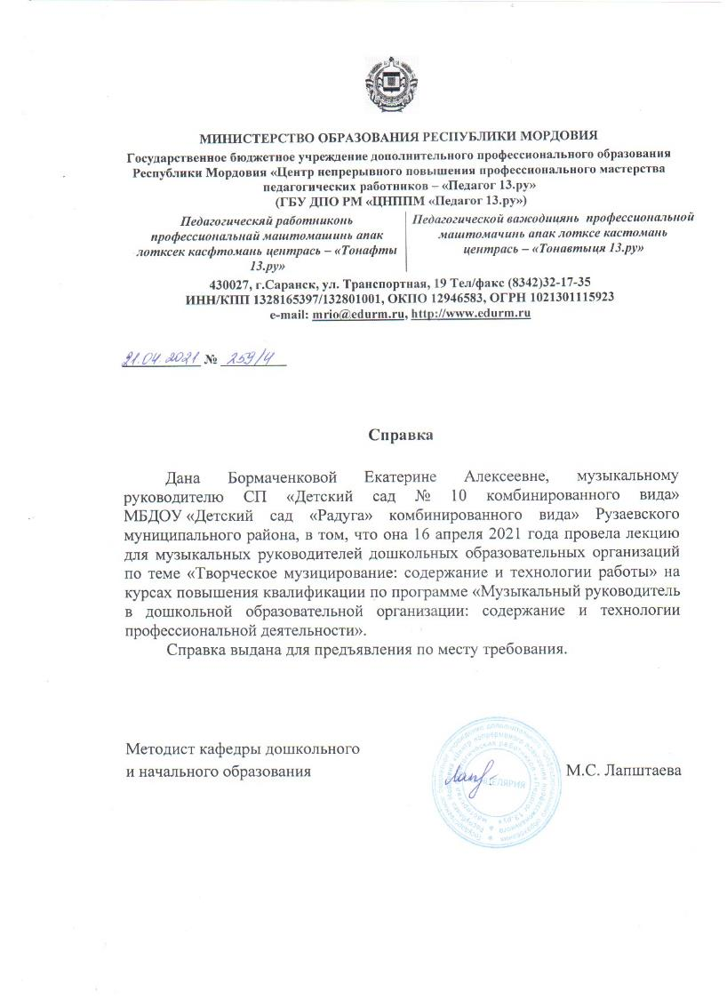 МИНИСТЕРСТВО ОБРАЗОВАНИЯ РЕСПУБЛИКИ МОРДОВИЯ
Государственное бюджетное учреждение дополнительного профессионального образования
Республики Мордовия «Центр непрерывного повышения профессионального мастерства
педагогических работников – «Педагог 13.ру»
(ГБУ ДПО РМ «ЦНППМ «Педагог 13.ру»)
Педагогическяй работниконь
профессиональнай маштомашинь апак
лотксек касфтомань центрась – «Тонафты
13.ру»
Педагогической важодицянь профессиональной
маштомачинь апак лотксе кастомань
центрась – «Тонавтыця 13.ру»
430027, г.Саранск, ул. Транспортная, 19 Тел/факс (8342)32-17-35
ИНН/КПП 1328165397/132801001, ОКПО 12946583, ОГРН 1021301115923
e-mail: mrio@edurm.ru, http://www.edurm.ru
21.04.2021 № 259/4
Справка
Дана Бормаченковой Екатерине Алексеевне, музыкальному
руководителю СП «Детский сад № 10 комбинированного вида»
МБДОУ «Детский сад «Радуга» комбинированного вида» Рузаевского
муниципального района, в том, что она 16 апреля 2021 года провела лекцию
для музыкальных руководителей дошкольных образовательных организаций
по теме «Творческое музицирование: содержание и технологии работы» на
курсах повышения квалификации по программе «Музыкальный руководитель
в дошкольной образовательной организации: содержание и технологии
профессиональной деятельности».
Справка выдана для предъявления по месту требования.
Методист кафедры дошкольного
и начального образования
М.С. Лапштаева